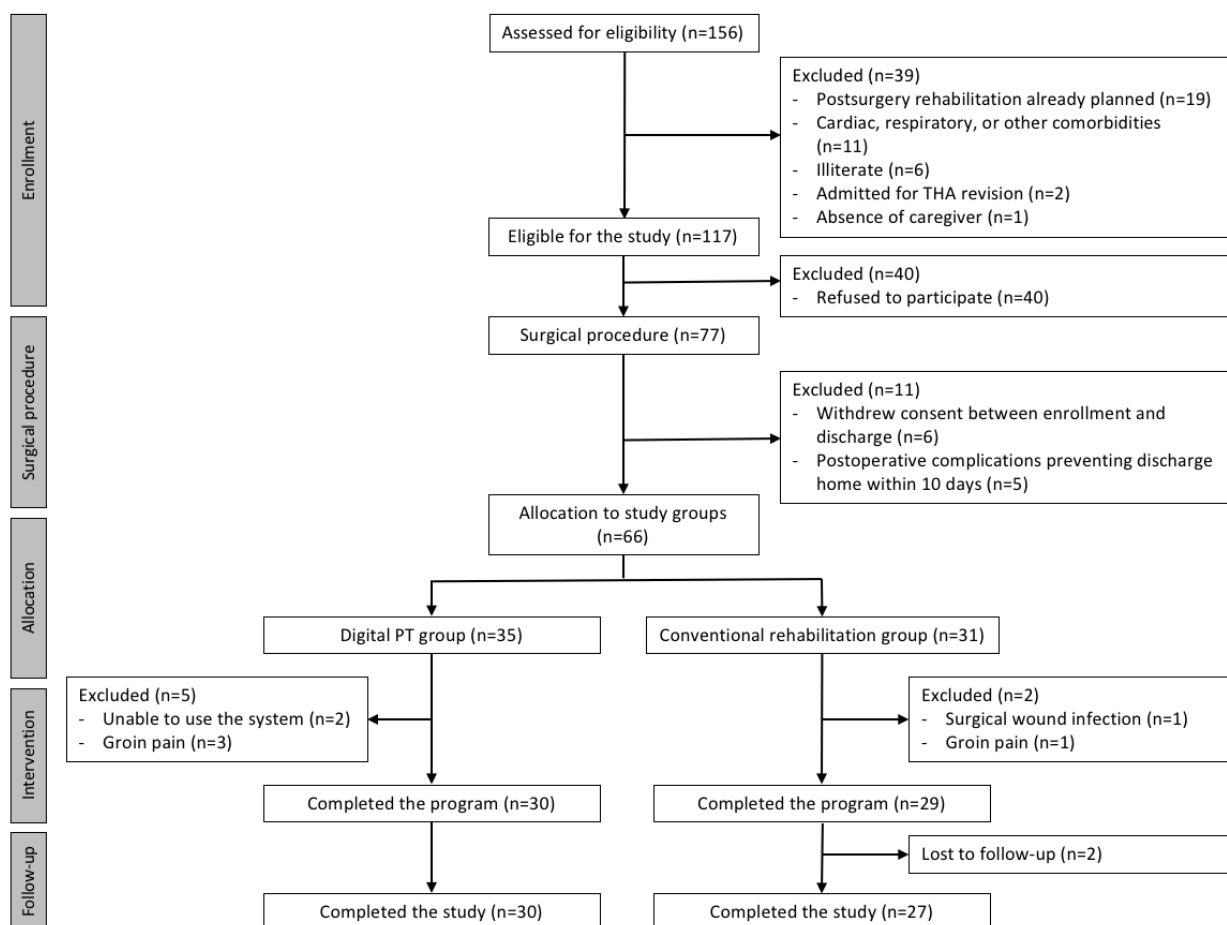 Enrollment
Assessed for eligibility (n=156)
Excluded (n=39)
- Postsurgery rehabilitation already planned (n=19)
- Cardiac, respiratory, or other comorbidities
(n=11)
- Illiterate (n=6)
- Admitted for THA revision (n=2)
- Absence of caregiver (n=1)
Eligible for the study (n=117)
Excluded (n=40)
- Refused to participate (n=40)
Surgical procedure
Surgical procedure (n=77)
Excluded (n=11)
- Withdrew consent between enrollment and
discharge (n=6)
- Postoperative complications preventing discharge
home within 10 days (n=5)
Allocation to study groups
(n=66)
Allocation
Digital PT group (n=35)
Conventional rehabilitation group (n=31)
Intervention
Excluded (n=5)
- Unable to use the system (n=2)
- Groin pain (n=3)
Excluded (n=2)
- Surgical wound infection (n=1)
- Groin pain (n=1)
Completed the program (n=30)
Completed the program (n=29)
Follow-up
Lost to follow-up (n=2)
Completed the study (n=30)
Completed the study (n=27)